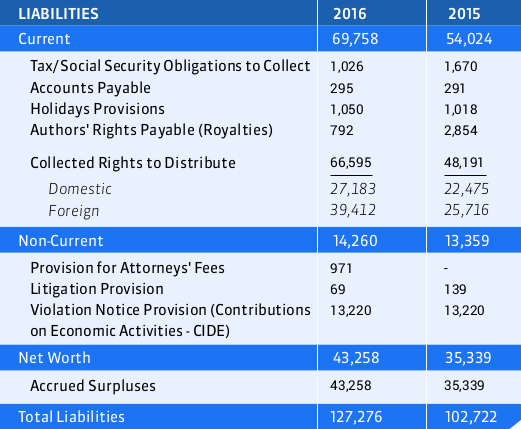 LIABILITIES 2016 2015
Current 69,758 54,024
Tax/Social Security Obligations to Collect 1,026 1,670
Accounts Payable 295 291
Holidays Provisions 1,050 1,018
Authors' Rights Payable (Royalties) 792 2,854
Collected Rights to Distribute 66,595 48,191
Domestic 27,183 22,475
Foreign 39,412 25,716
Non-Current 14,260 13,359
Provision for Attorneys' Fees 971 -
Litigation Provision 69 139
Violation Notice Provision (Contributions 13,220 13,220
on Economic Activities - CIDE)
Net Worth 43,258 35,339
Accrued Surpluses 43,258 35,339
Total Liabilities 127,276 102,722